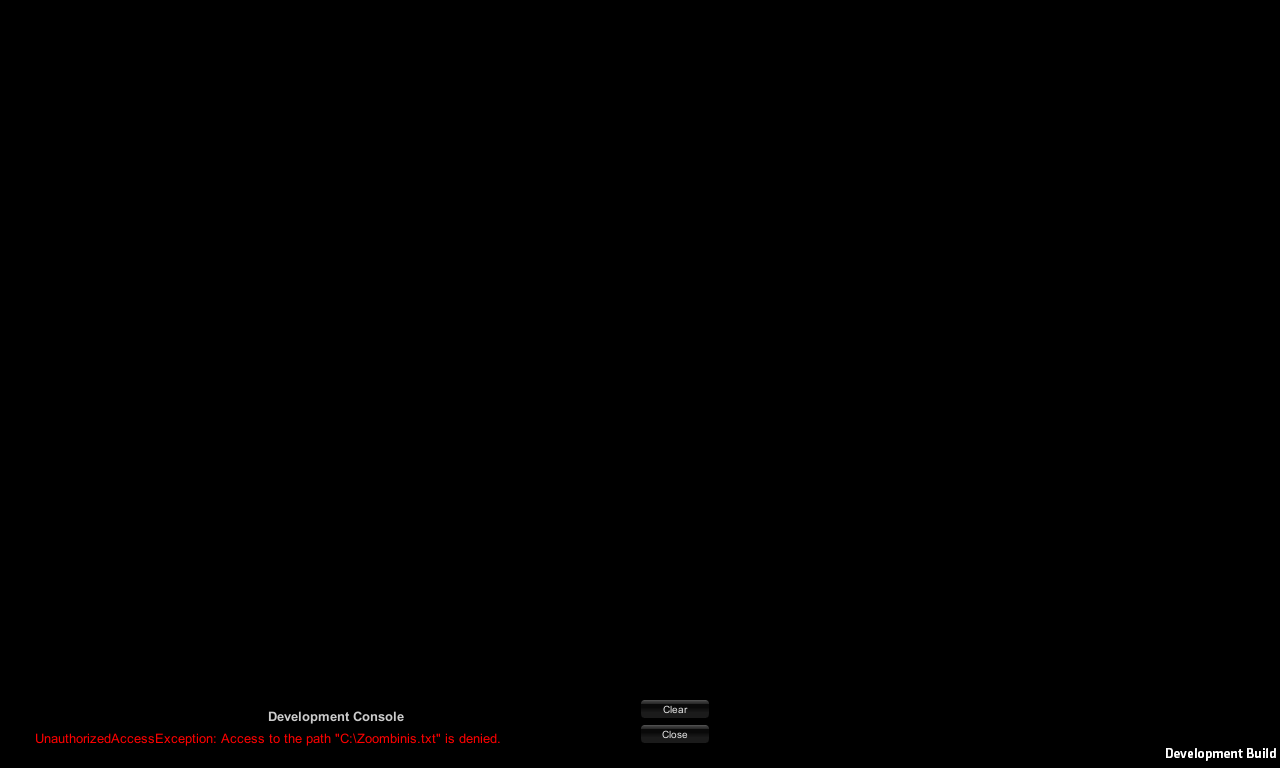 Clear
Development Console
Close
UnauthorizedAccessException: Access to the path "C:\Zoombinis.txt" is denied.
Development Build